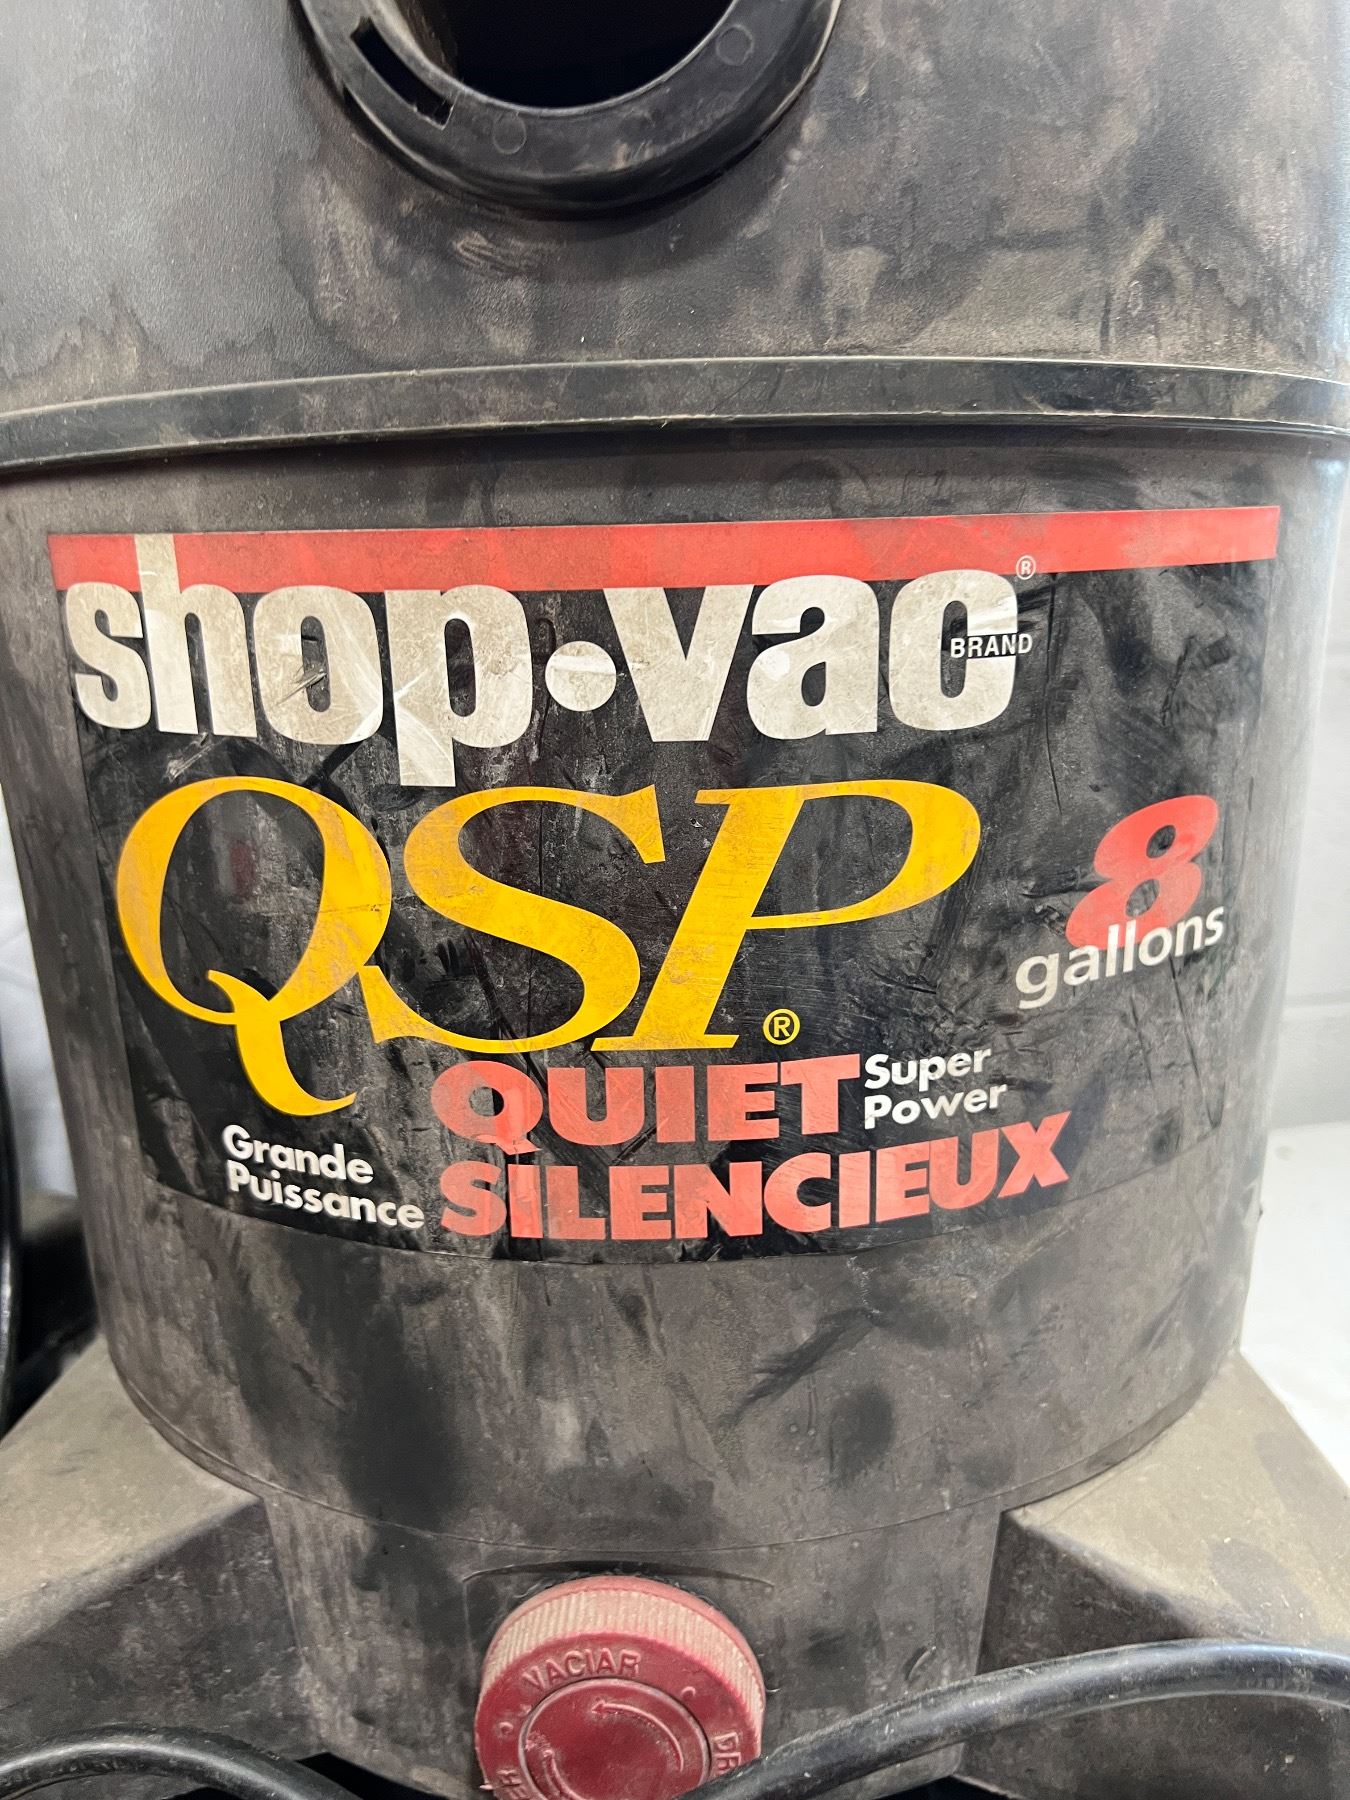 shop·vac®
BRAND
QSP®
8
gallons
QUIET Super Power
Grande Puissance SILENCIEUX
VACIAR